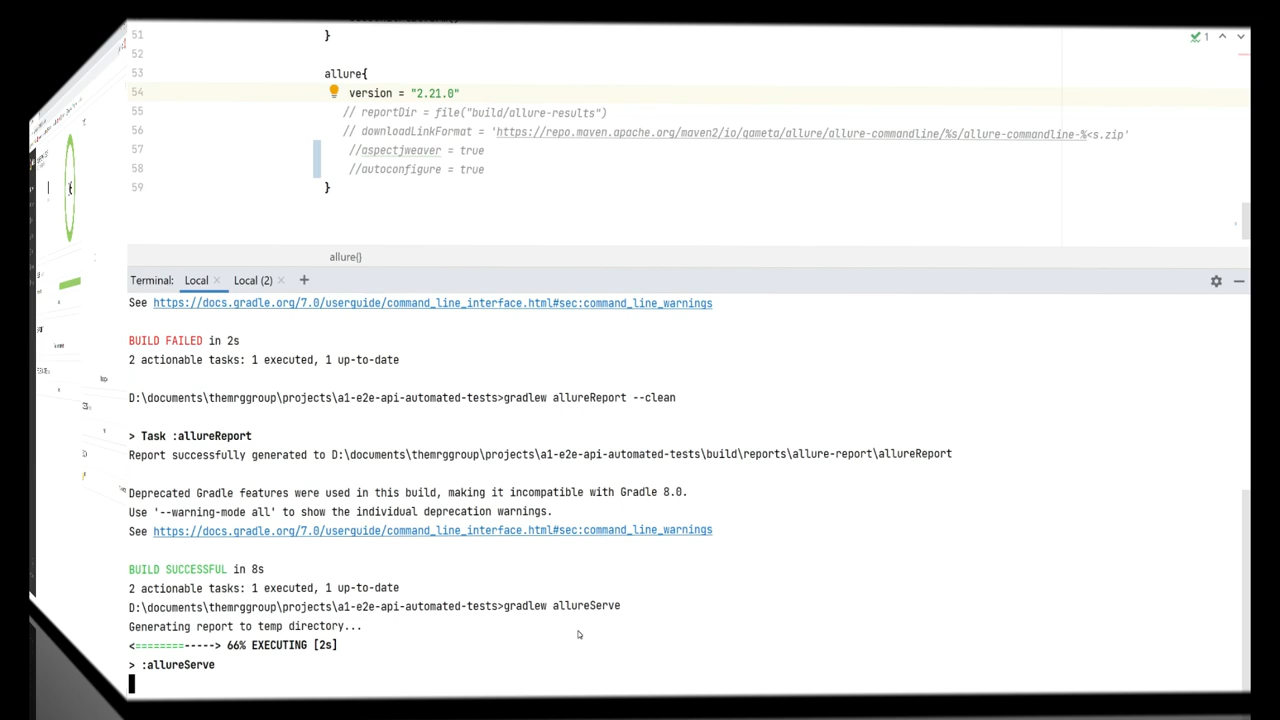 51 }
52
53 allure{
54 version = "2.21.0"
55 // reportDir = file("build/allure-results")
56 // downloadLinkFormat = 'https://repo.maven.apache.org/maven2/io/qameta/allure/allure-commandline/%s/allure-commandline-%<s.zip'
57 //aspectjweaver = true
58 //autoconfigure = true
59 }
1
allure{}
Terminal: Local × Local (2) × +
See https://docs.gradle.org/7.0/userguide/command_line_interface.html#sec:command_line_warnings
BUILD FAILED in 2s
2 actionable tasks: 1 executed, 1 up-to-date
D:\documents\themrggroup\projects\a1-e2e-api-automated-tests>gradlew allureReport --clean
> Task :allureReport
Report successfully generated to D:\documents\themrggroup\projects\a1-e2e-api-automated-tests\build\reports\allure-report\allureReport
Deprecated Gradle features were used in this build, making it incompatible with Gradle 8.0.
Use '--warning-mode all' to show the individual deprecation warnings.
See https://docs.gradle.org/7.0/userguide/command_line_interface.html#sec:command_line_warnings
BUILD SUCCESSFUL in 8s
2 actionable tasks: 1 executed, 1 up-to-date
D:\documents\themrggroup\projects\a1-e2e-api-automated-tests>gradlew allureServe
Generating report to temp directory...
<========-----> 66% EXECUTING [2s]
> :allureServe